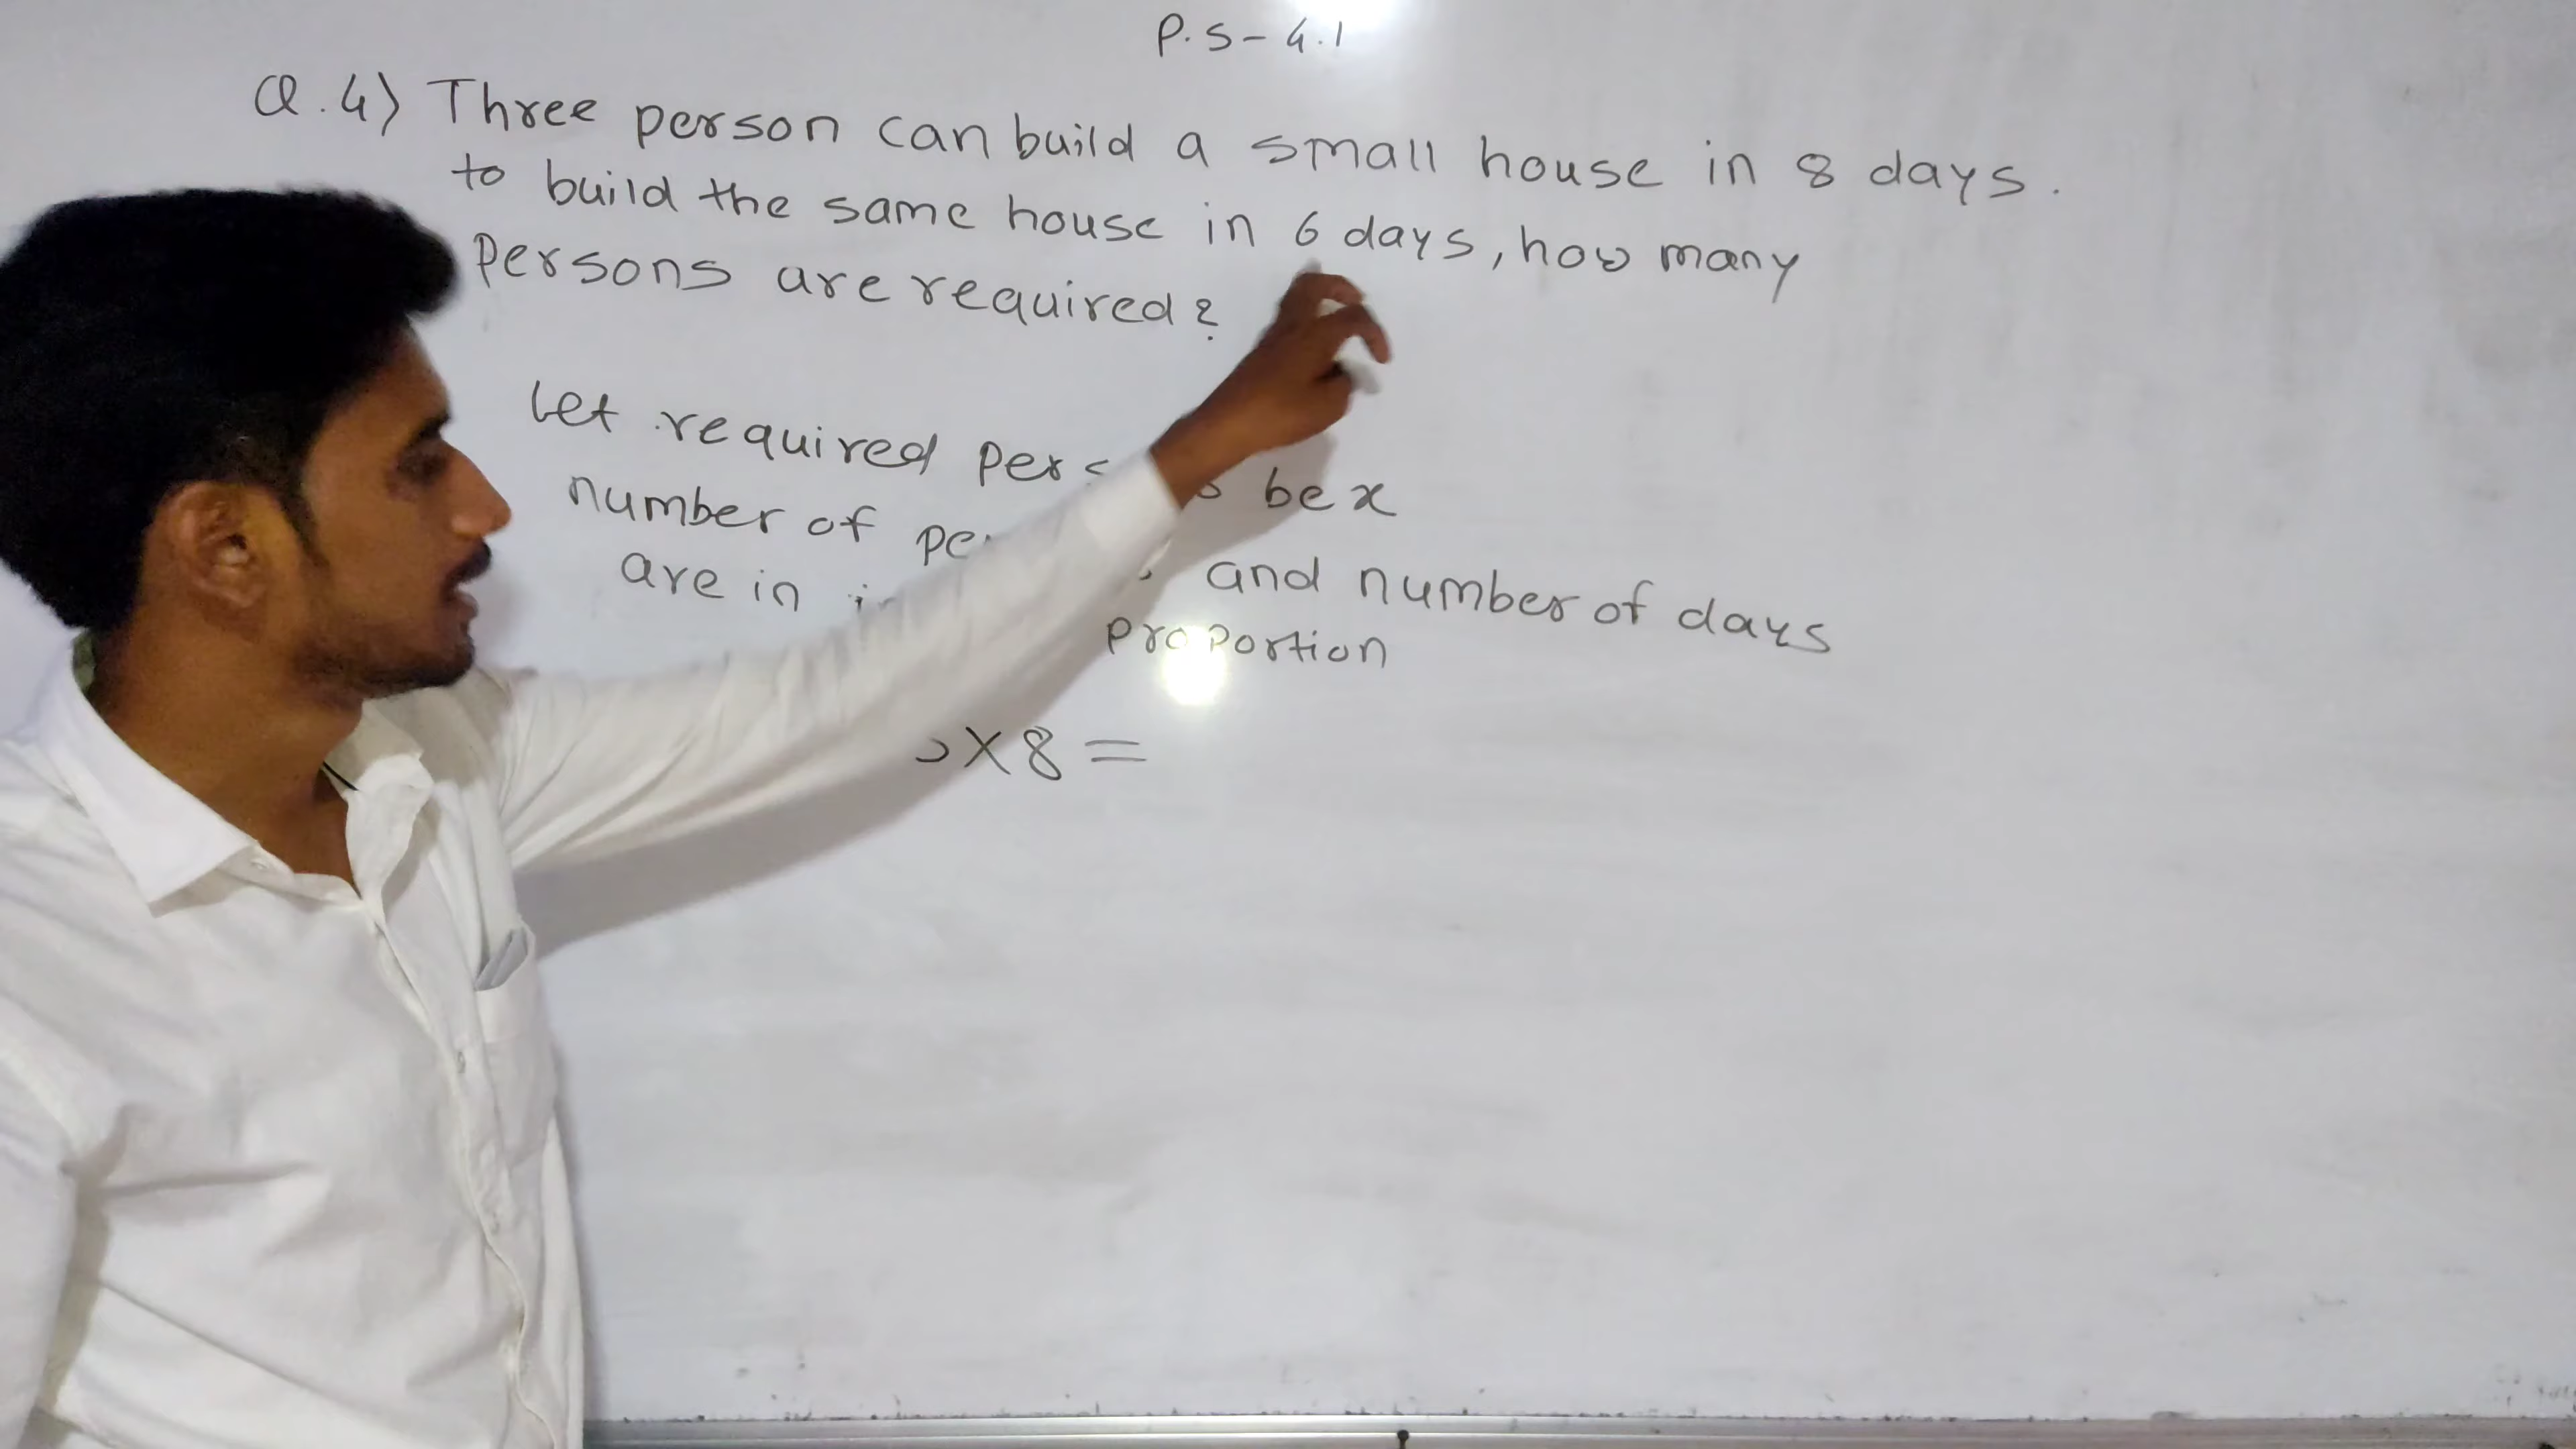 P.S-4.1
Q.4) Three person can build a small house in 8 days.
to build the same house in 6 days, how many
persons are required?
Let required be x
number of and number of days
are in proportion
×8=